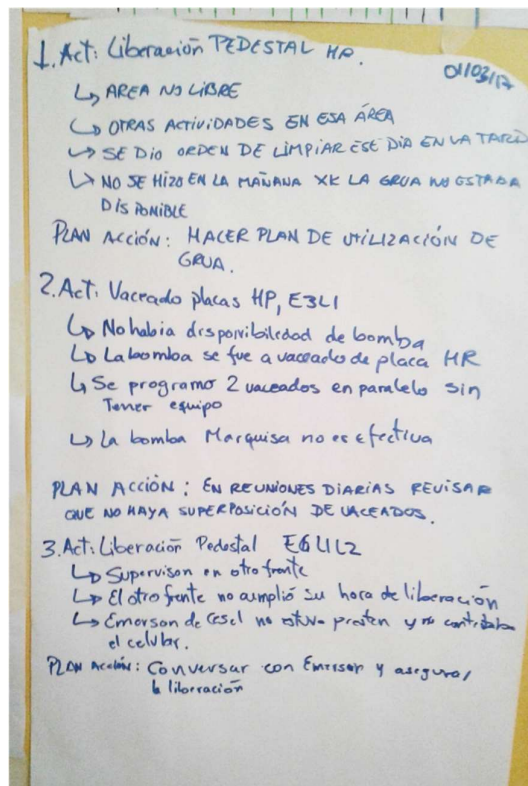 1. Act: Liberación PEDESTAL HR.
01/03/17
↳ AREA NO LIBRE
↳ OTRAS ACTIVIDADES EN ESA ÁREA
↳ SE DIO ORDEN DE LIMPIAR ESE DIA EN LA TARDE
↳ NO SE HIZO EN LA MAÑANA XK LA GRUA NO ESTABA
DISPONIBLE
PLAN ACCIÓN: HACER PLAN DE UTILIZACIÓN DE
GRUA.
2. Act: Vaceado placas HP, E3L1
↳ No habia disponibilidad de bomba
↳ La bomba se fue a vaceado de placa HR
↳ Se programo 2 vaceados en paralelo sin
Tener equipo
↳ La bomba Marquisa no es efectiva
PLAN ACCIÓN: EN REUNIONES DIARIAS REVISAR
QUE NO HAYA SUPERPOSICIÓN DE VACEADOS.
3. Act: Liberación Pedestal E6L1L2
↳ Supervison en otro frente
↳ El otro frente no cumplió su hora de liberación
↳ Emerson de Cesel no estuvo presten y no contestaba
el celular.
PLAN Acción: Conversar con Emerson y asegurar
la liberación